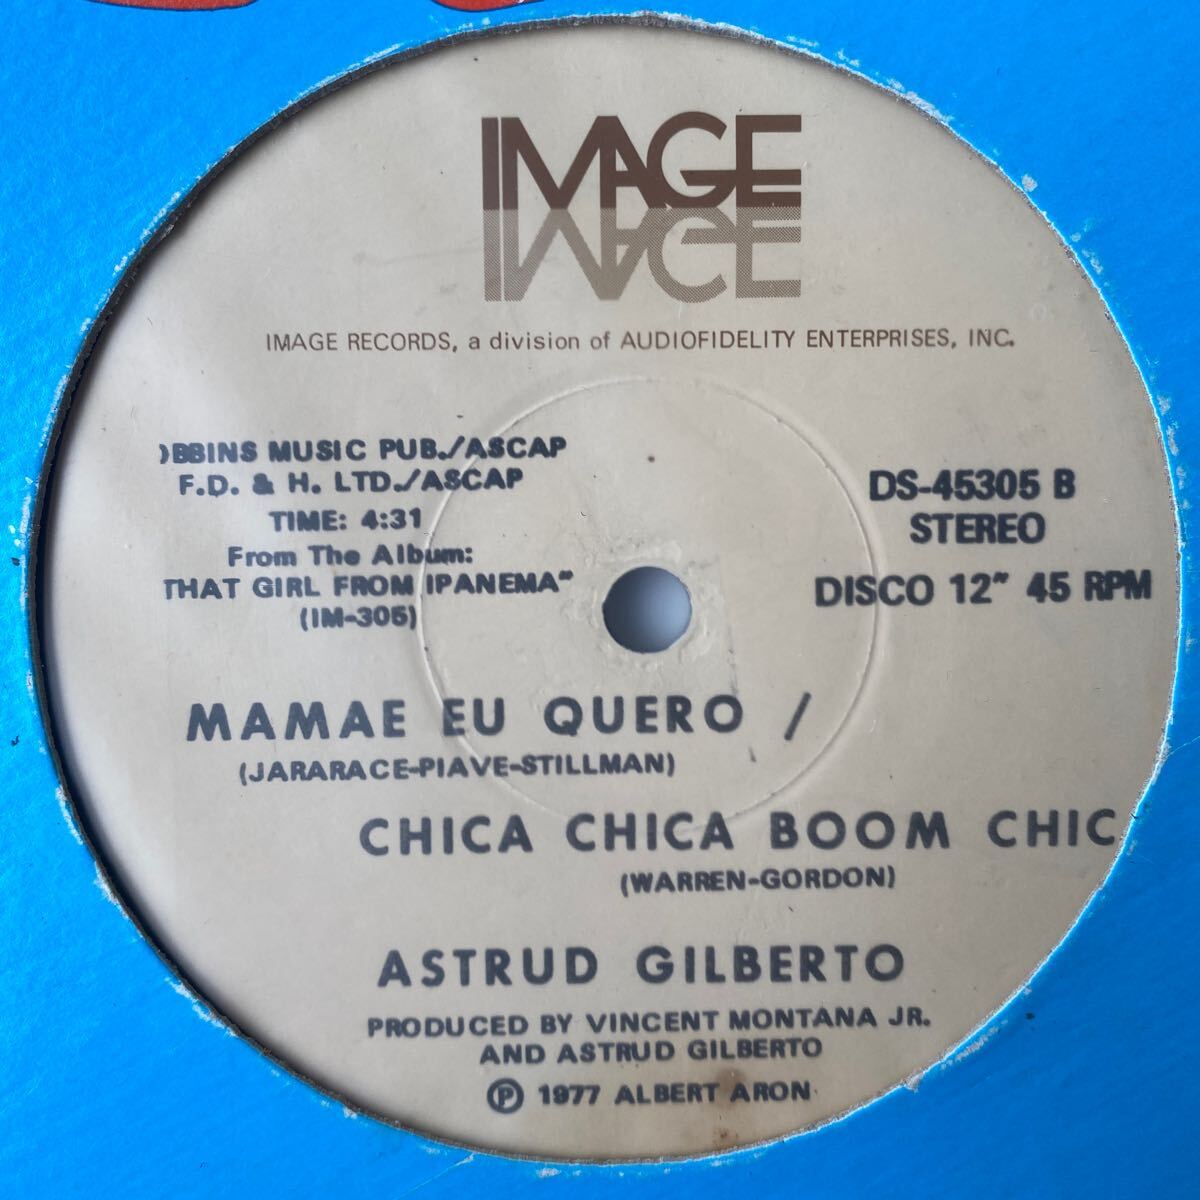 IMAGE
IMAGE RECORDS, a division of AUDIOFIDELITY ENTERPRISES, INC.
BBINS MUSIC PUB./ASCAP
F.D. & H. LTD./ASCAP
TIME: 4:31
From The Album:
THAT GIRL FROM IPANEMA"
(IM-305)
DS-45305 B
STEREO
DISCO 12" 45 RPM
MAMAE EU QUERO /
(JARARACE-PIAVE-STILLMAN)
CHICA CHICA BOOM CHIC
(WARREN-GORDON)
ASTRUD GILBERTO
PRODUCED BY VINCENT MONTANA JR.
AND ASTRUD GILBERTO
Ⓟ 1977 ALBERT ARON